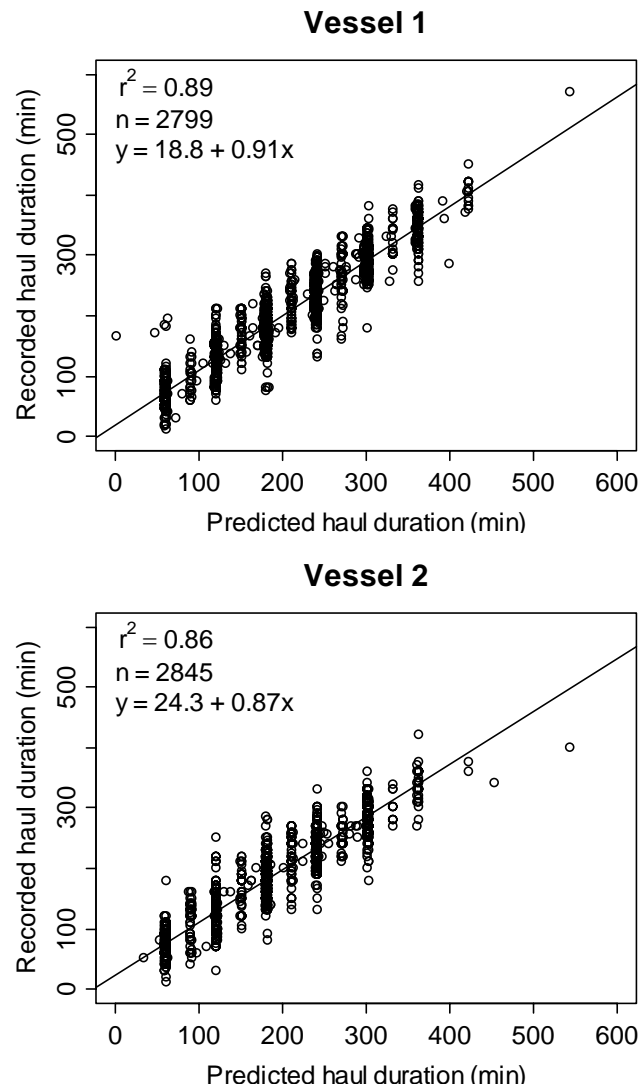 Vessel 1
r² = 0.89
n = 2799
y = 18.8 + 0.91x
Recorded haul duration (min)
0 100 300 500
0 100 200 300 400 500 600
Predicted haul duration (min)
Vessel 2
r² = 0.86
n = 2845
y = 24.3 + 0.87x
Recorded haul duration (min)
0 100 300 500
0 100 200 300 400 500 600
Predicted haul duration (min)